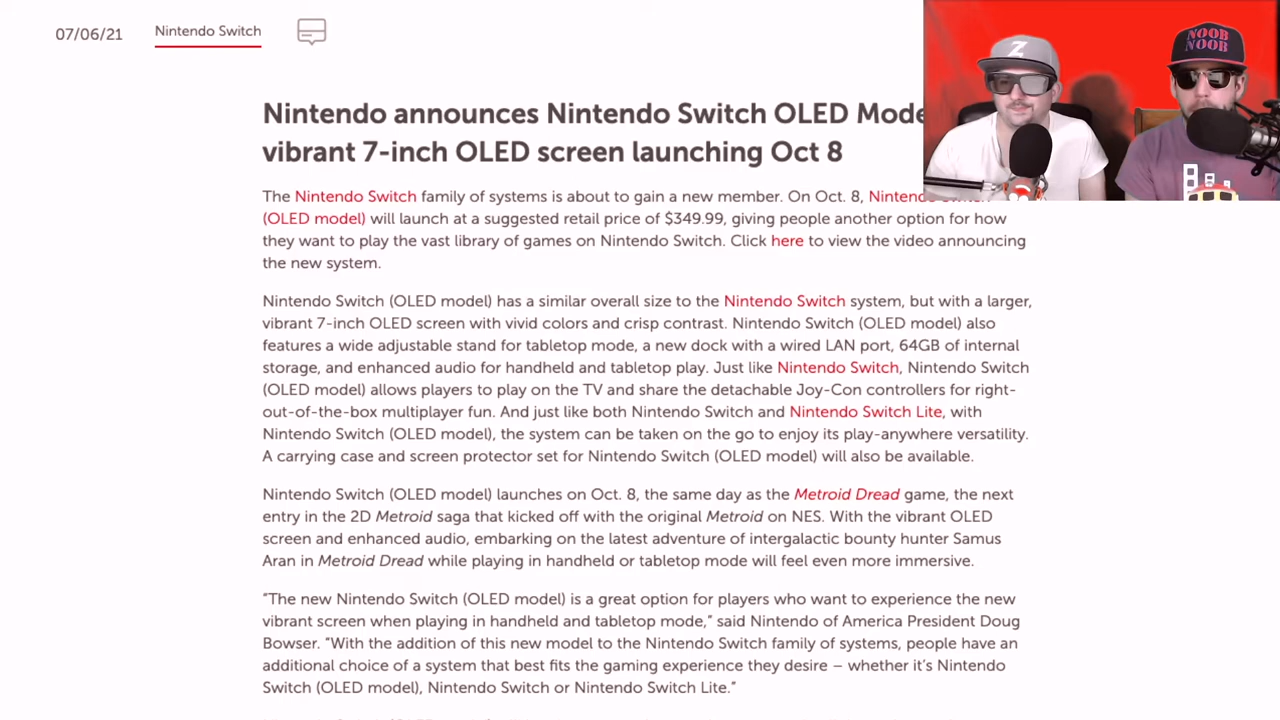 07/06/21
Nintendo Switch
Nintendo announces Nintendo Switch OLED
vibrant 7-inch OLED screen launching Oct 8
The Nintendo Switch family of systems is about to gain a new member. On Oct. 8,
(OLED model) will launch at a suggested retail price of $349.99, giving people another option for how
they want to play the vast library of games on Nintendo Switch. Click here to view the video announcing
the new system.
Nintendo Switch (OLED model) has a similar overall size to the Nintendo Switch system, but with a larger,
vibrant 7-inch OLED screen with vivid colors and crisp contrast. Nintendo Switch (OLED model) also
features a wide adjustable stand for tabletop mode, a new dock with a wired LAN port, 64GB of internal
storage, and enhanced audio for handheld and tabletop play. Just like Nintendo Switch, Nintendo Switch
(OLED model) allows players to play on the TV and share the detachable Joy-Con controllers for right-
out-of-the-box multiplayer fun. And just like both Nintendo Switch and Nintendo Switch Lite, with
Nintendo Switch (OLED model), the system can be taken on the go to enjoy its play-anywhere versatility.
A carrying case and screen protector set for Nintendo Switch (OLED model) will also be available.
Nintendo Switch (OLED model) launches on Oct. 8, the same day as the Metroid Dread game, the next
entry in the 2D Metroid saga that kicked off with the original Metroid on NES. With the vibrant OLED
screen and enhanced audio, embarking on the latest adventure of intergalactic bounty hunter Samus
Aran in Metroid Dread while playing in handheld or tabletop mode will feel even more immersive.
“The new Nintendo Switch (OLED model) is a great option for players who want to experience the new
vibrant screen when playing in handheld and tabletop mode,” said Nintendo of America President Doug
Bowser. “With the addition of this new model to the Nintendo Switch family of systems, people have an
additional choice of a system that best fits the gaming experience they desire – whether it’s Nintendo
Switch (OLED model), Nintendo Switch or Nintendo Switch Lite.”
Z
NOOB
NOOB